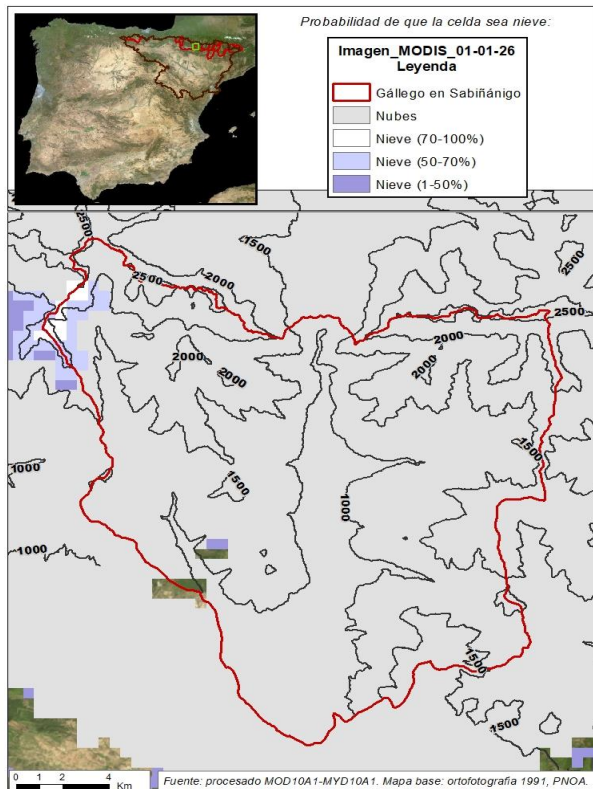 Probabilidad de que la celda sea nieve:
Imagen_MODIS_01-01-26
Leyenda
Gállego en Sabiñánigo
Nubes
Nieve (70-100%)
Nieve (50-70%)
Nieve (1-50%)
2500
1500
2000
2500
2500
2500
2000
2000
2000
2000
1500
1500
1000
1000
1000
1500
1500
0 1 2 4
Km
Fuente: procesado MOD10A1-MYD10A1. Mapa base: ortofotografia 1991, PNOA.